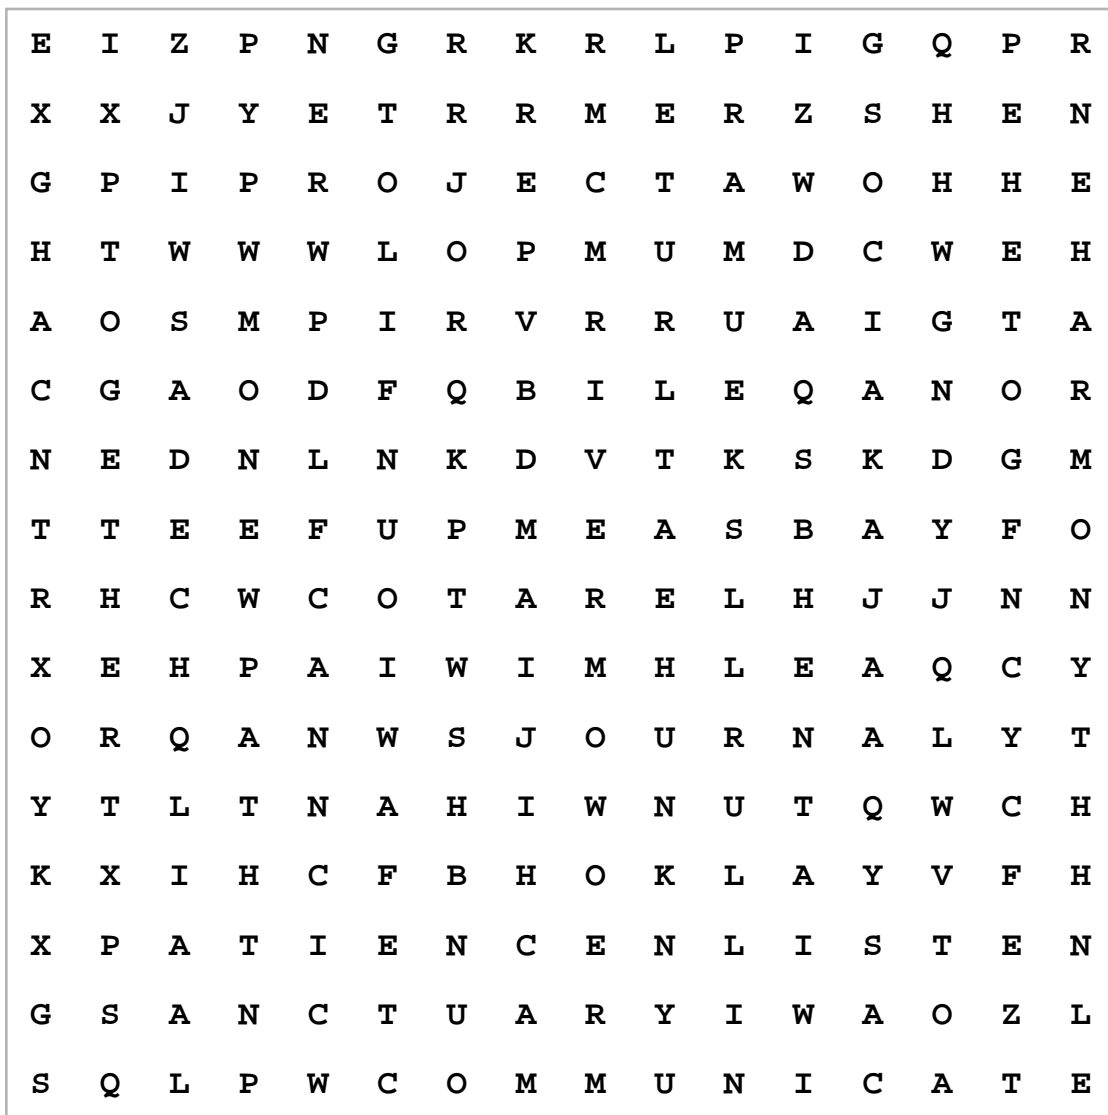 E I Z P N G R K R L P I G Q P R
X X J Y E T R R M E R Z S H E N
G P I P R O J E C T A W O H H E
H T W W W L O P M U M D C W E H
A O S M P I R V R R U A I G T A
C G A O D F Q B I L E Q A N O R
N E D N L N K D V T K S K D G M
T T E E F U P M E A S B A Y F O
R H C W C O T A R E L H J J N N
X E H P A I W I M H L E A Q C Y
O R Q A N W S J O U R N A L Y T
Y T L T N A H I W N U T Q W C H
K X I H C F B H O K L A Y V F H
X P A T I E N C E N L I S T E N
G S A N C T U A R Y I W A O Z L
S Q L P W C O M M U N I C A T E